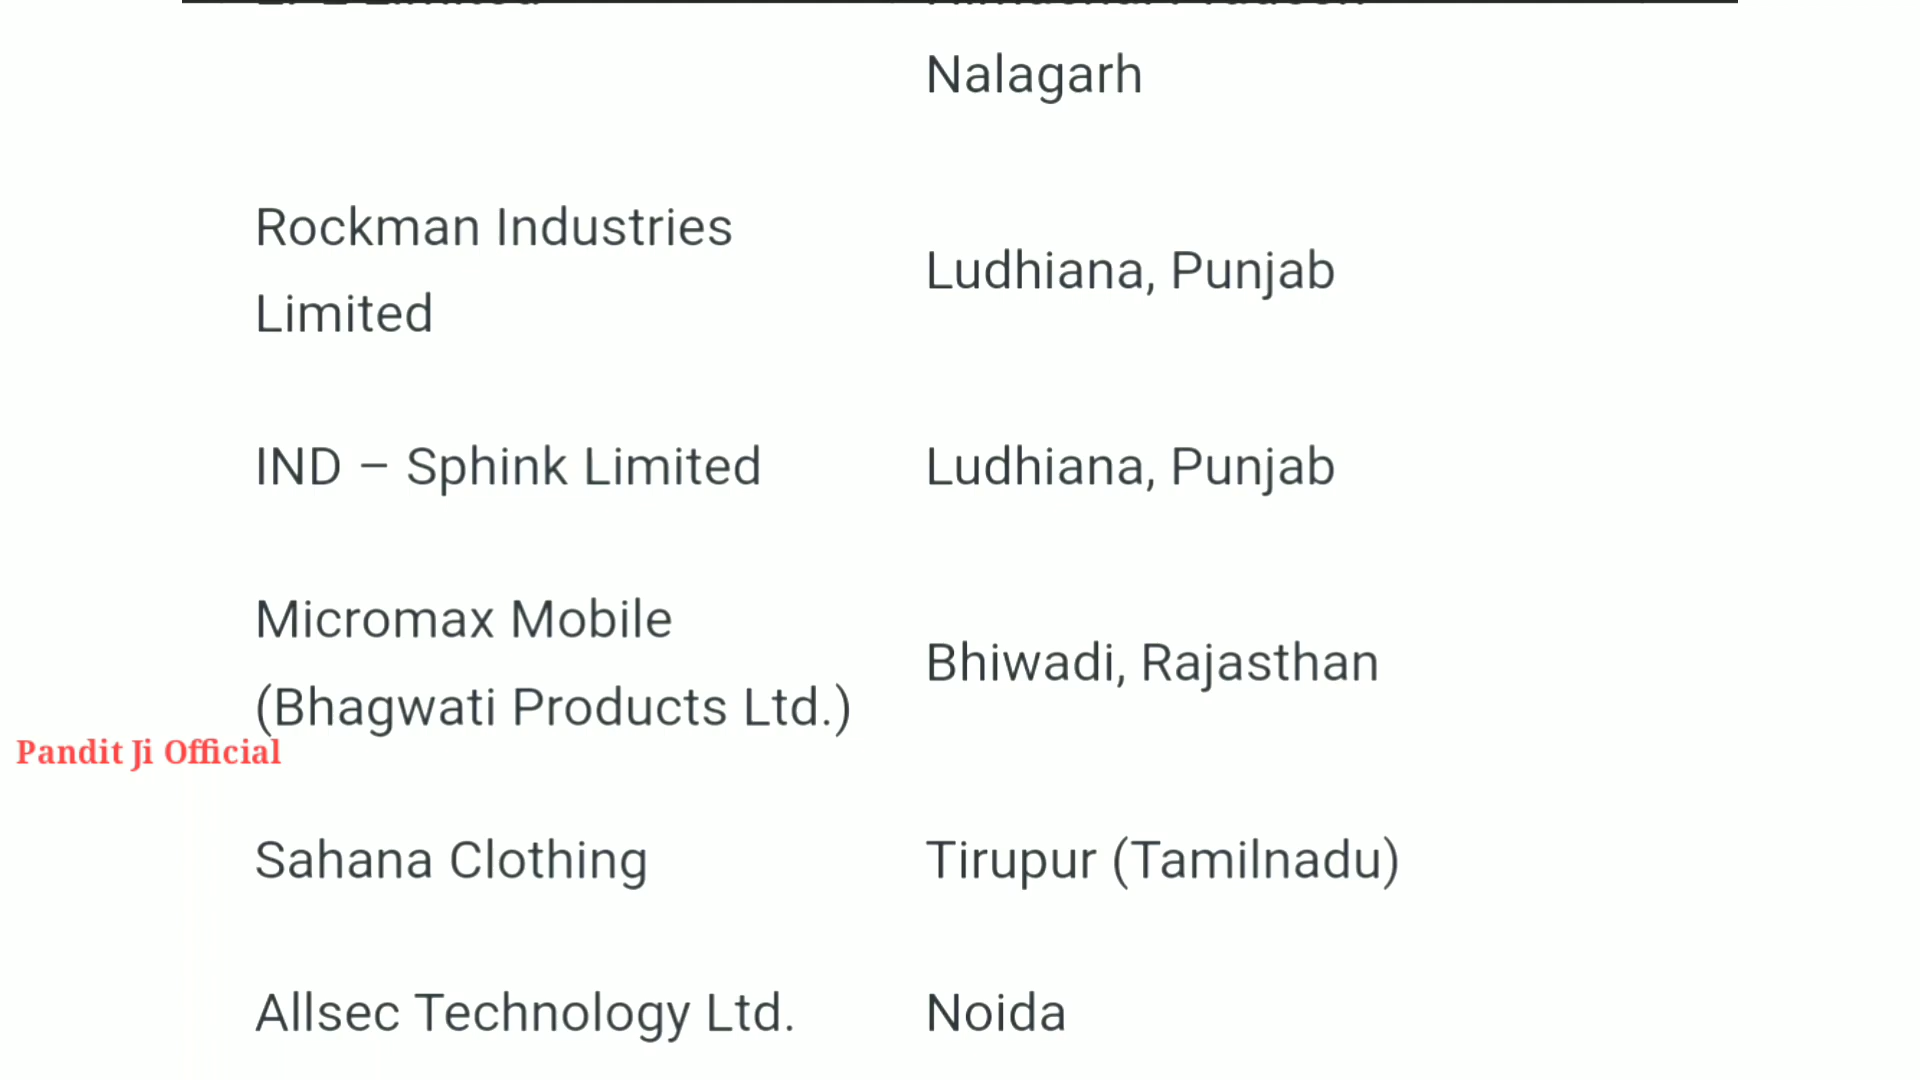 Nalagarh
Rockman Industries
Limited
Ludhiana, Punjab
IND – Sphink Limited
Ludhiana, Punjab
Micromax Mobile
(Bhagwati Products Ltd.)
Bhiwadi, Rajasthan
Pandit Ji Official
Sahana Clothing
Tirupur (Tamilnadu)
Allsec Technology Ltd.
Noida